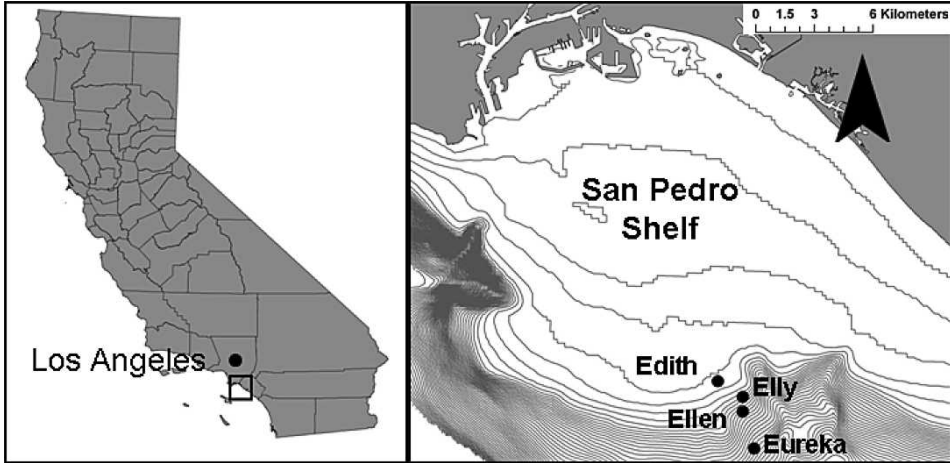 Los Angeles
0 1.5 3 6 Kilometers
San Pedro
Shelf
Edith
Elly
Ellen
Eureka